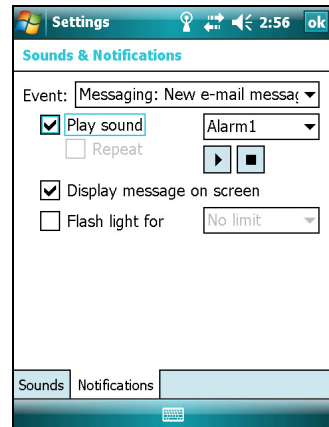 Settings 2:56 ok
Sounds & Notifications
Event: Messaging: New e-mail messag
Play sound Alarm1
Repeat
Display message on screen
Flash light for No limit
Sounds Notifications